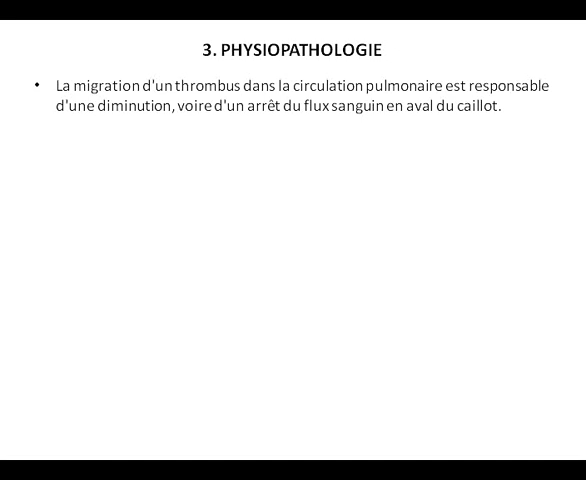 3. PHYSIOPATHOLOGIE
• La migration d'un thrombus dans la circulation pulmonaire est responsable
d'une diminution, voire d'un arrêt du flux sanguin en aval du caillot.